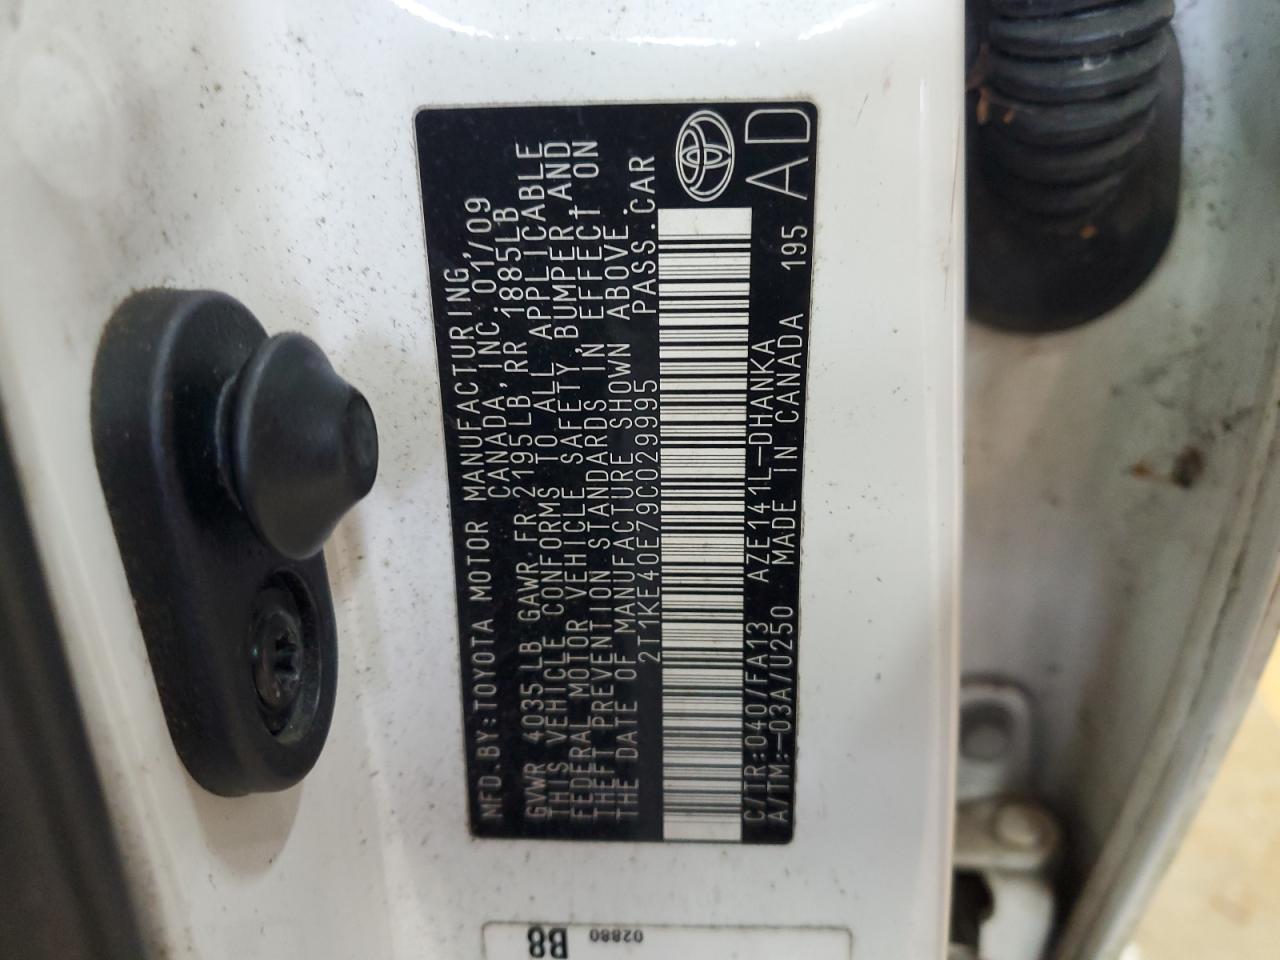 MFD.BY:TOYOTA MOTOR MANUFACTURING,
CANADA,INC.01/09
GVWR 4035LB GAWR FR 2195LB,RR 1885LB
THIS VEHICLE CONFORMS TO ALL APPLICABLE
FEDERAL MOTOR VEHICLE SAFETY,BUMPER,AND
THEFT PREVENTION STANDARDS IN EFFECT ON
THE DATE OF MANUFACTURE SHOWN ABOVE.
2T1KE40E79C029995 PASS.CAR
C/TR:040/FA13 AZE141L-DHANKA
A/TM:-03A/U250 MADE IN CANADA 195
AD
B8
02880